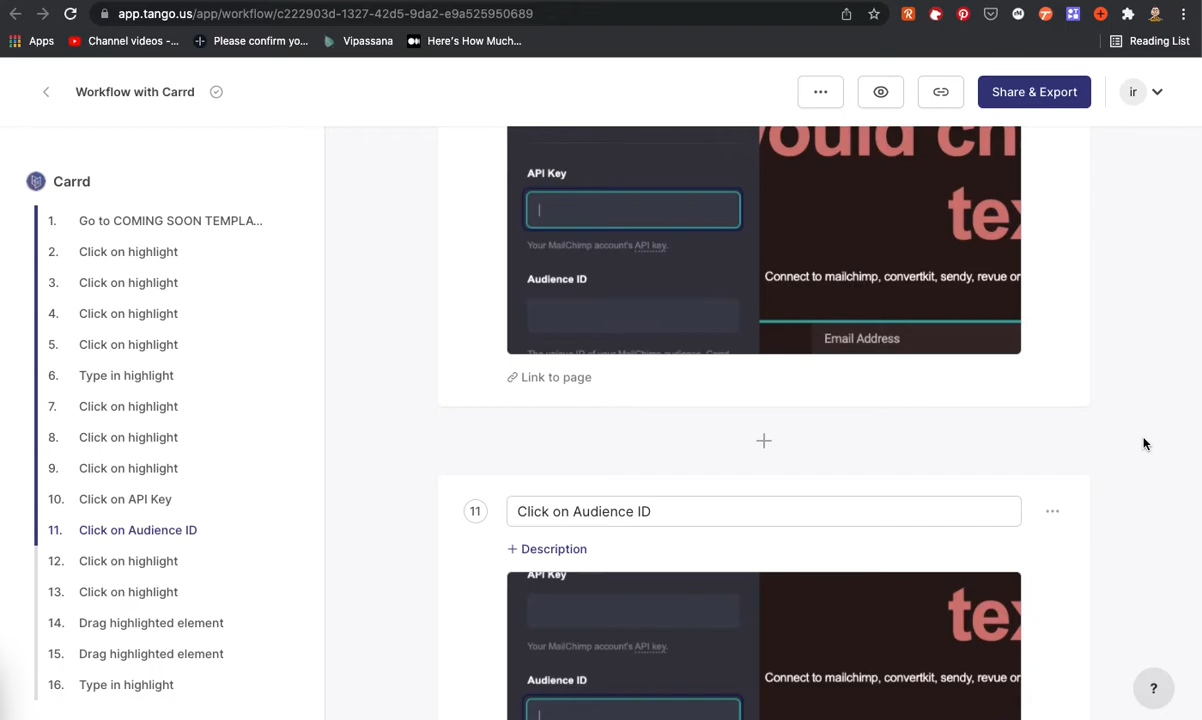 app.tango.us/app/workflow/c222903d-1327-42d5-9da2-e9a525950689
Apps
Channel videos -...
Please confirm yo...
Vipassana
Here's How Much...
Reading List
Workflow with Carrd
Share & Export
ir
Carrd
1. Go to COMING SOON TEMPLA...
2. Click on highlight
3. Click on highlight
4. Click on highlight
5. Click on highlight
6. Type in highlight
7. Click on highlight
8. Click on highlight
9. Click on highlight
10. Click on API Key
11. Click on Audience ID
12. Click on highlight
13. Click on highlight
14. Drag highlighted element
15. Drag highlighted element
16. Type in highlight
API Key
Your MailChimp account's API key.
Audience ID
would ch
tex
Connect to mailchimp, convertkit, sendy, revue or
Email Address
Link to page
+
11 Click on Audience ID
+ Description
API Key
Your MailChimp account's API key.
Audience ID
tex
Connect to mailchimp, convertkit, sendy, revue or
?